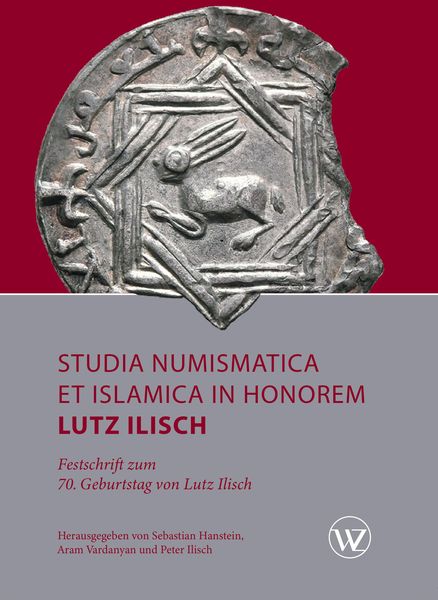 STUDIA NUMISMATICA
ET ISLAMICA IN HONOREM
LUTZ ILISCH
Festschrift zum
70. Geburtstag von Lutz Ilisch
Herausgegeben von Sebastian Hanstein,
Aram Vardanyan und Peter Ilisch
WZ